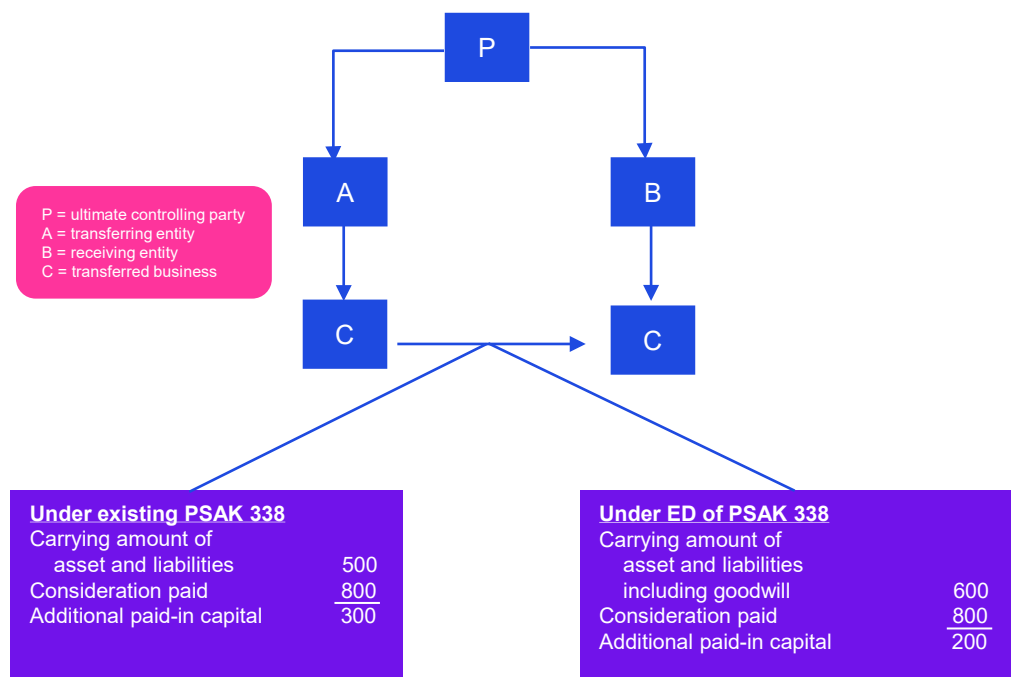 P
A
B
P = ultimate controlling party
A = transferring entity
B = receiving entity
C = transferred business
C
C
Under existing PSAK 338
Carrying amount of
asset and liabilities 500
Consideration paid 800
Additional paid-in capital 300
Under ED of PSAK 338
Carrying amount of
asset and liabilities
including goodwill 600
Consideration paid 800
Additional paid-in capital 200